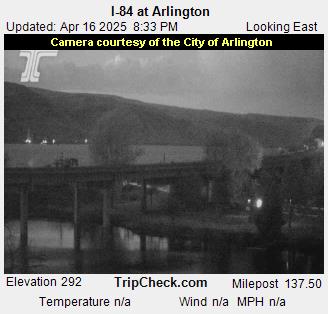 I-84 at Arlington
Updated: Apr 16 2025 8:33 PM Looking East
Camera courtesy of the City of Arlington
Elevation 292 TripCheck.com Milepost 137.50
Temperature n/a Wind n/a MPH n/a